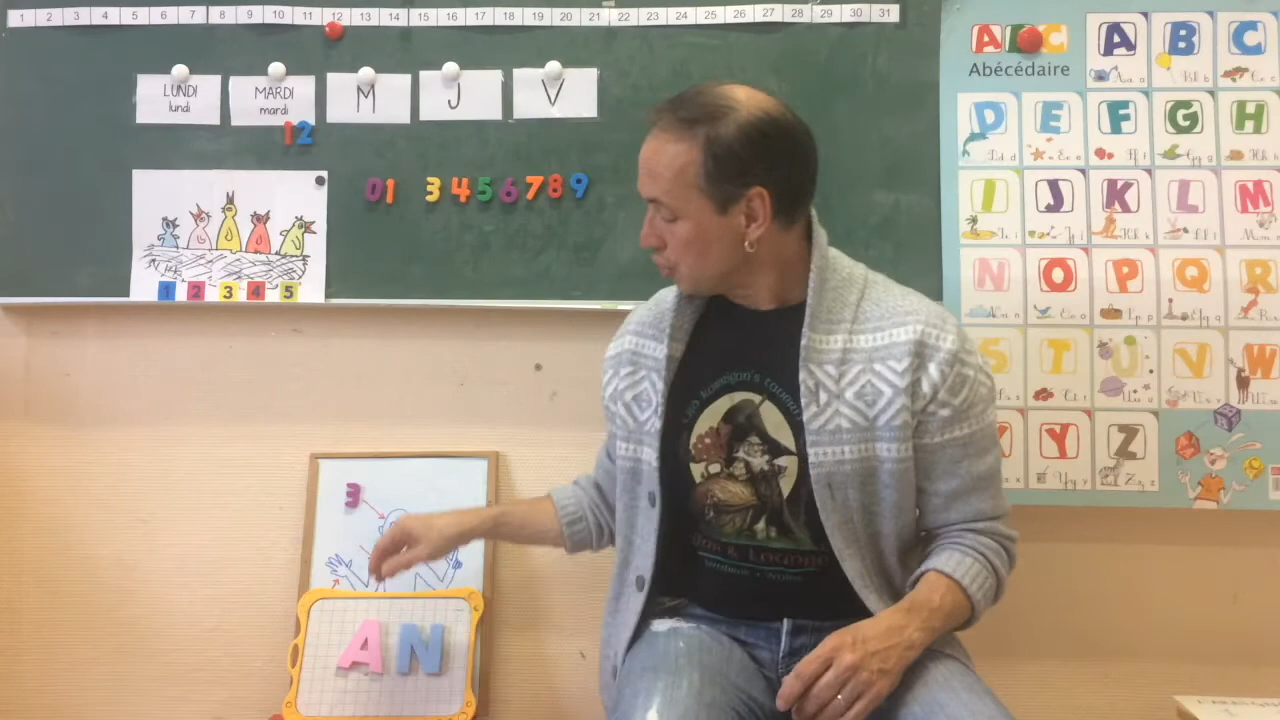 1 2 3 4 5 6 7 8 9 10 11 12 13 14 15 16 17 18 19 20 21 22 23 24 25 26 27 28 29 30 31
LUNDI
lundi
MARDI
mardi
M
J
V
12
01 3456789
1 2 3 4 5
3
AN
ABC
Abécédaire
A B C
D E F G H
I J K L M
N O P Q R
S T U V W
Y Z